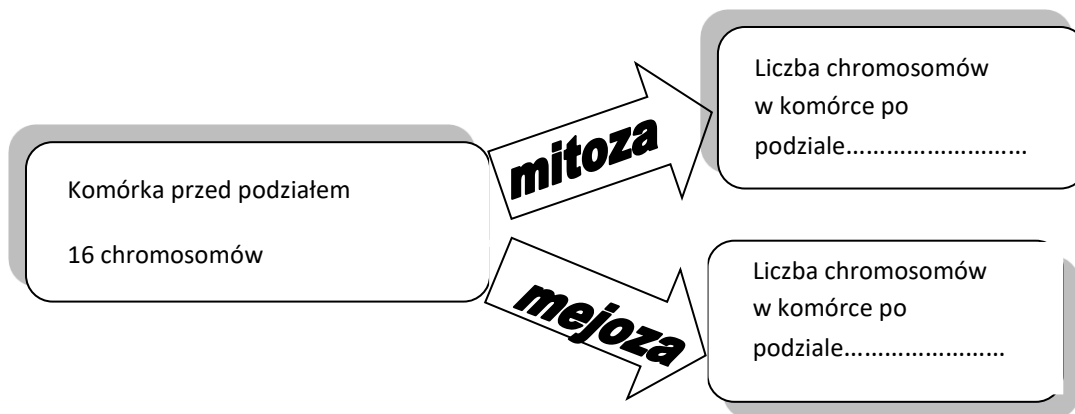 Komórka przed podziałem
16 chromosomów
mitoza
Liczba chromosomów
w komórce po
podziale...........................
mejoza
Liczba chromosomów
w komórce po
podziale........................